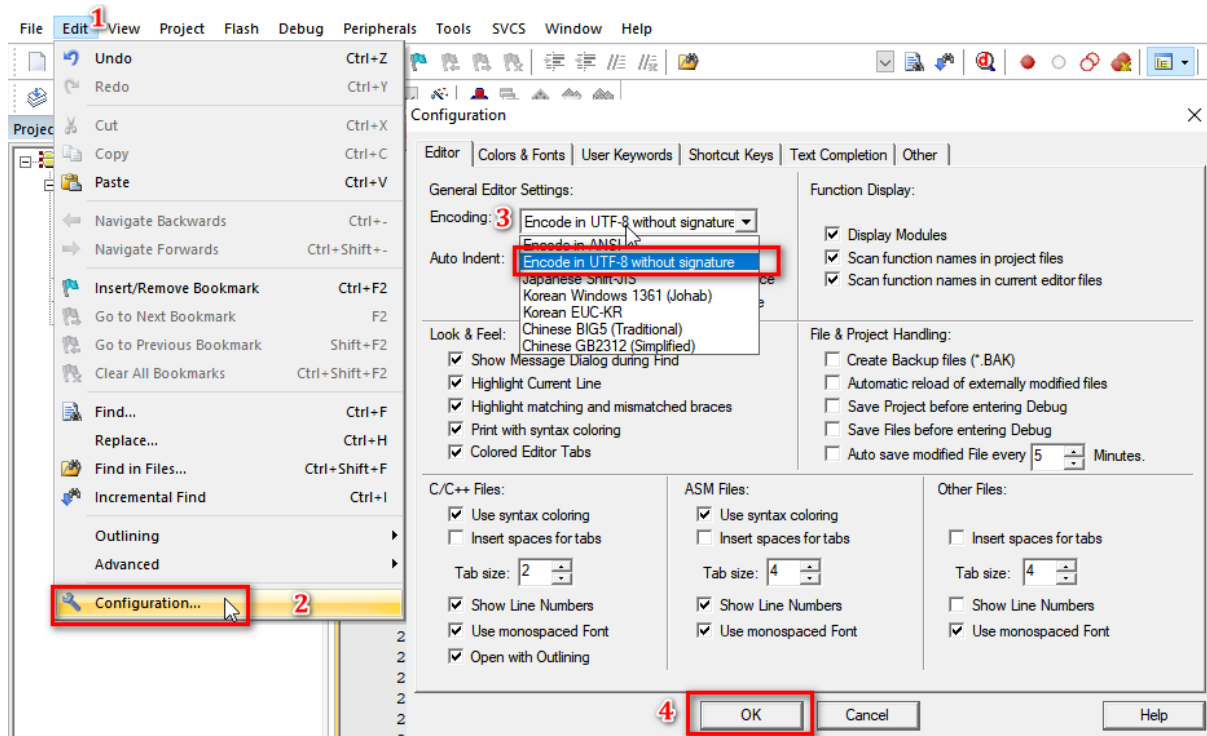 1
File Edit View Project Flash Debug Peripherals Tools SVCS Window Help
Undo Ctrl+Z
Redo Ctrl+Y
Cut Ctrl+X
Copy Ctrl+C
Paste Ctrl+V
Navigate Backwards Ctrl+-
Navigate Forwards Ctrl+Shift+-
Insert/Remove Bookmark Ctrl+F2
Go to Next Bookmark F2
Go to Previous Bookmark Shift+F2
Clear All Bookmarks Ctrl+Shift+F2
Find... Ctrl+F
Replace... Ctrl+H
Find in Files... Ctrl+Shift+F
Incremental Find Ctrl+I
Outlining
Advanced
Configuration... 2
Projec
Configuration
Editor Colors & Fonts User Keywords Shortcut Keys Text Completion Other
General Editor Settings:
Encoding: 3 Encode in UTF-8 without signature
Encode in ANSI
Auto Indent: Encode in UTF-8 without signature
Japanese Shift-JIS ce
Korean Windows 1361 (Johab)
Korean EUC-KR
Chinese BIG5 (Traditional)
Chinese GB2312 (Simplified)
Function Display:
Display Modules
Scan function names in project files
Scan function names in current editor files
Look & Feel:
Show Message Dialog during Find
Highlight Current Line
Highlight matching and mismatched braces
Print with syntax coloring
Colored Editor Tabs
File & Project Handling:
Create Backup files (*.BAK)
Automatic reload of externally modified files
Save Project before entering Debug
Save Files before entering Debug
Auto save modified File every 5 Minutes.
C/C++ Files:
Use syntax coloring
Insert spaces for tabs
Tab size: 2
Show Line Numbers
Use monospaced Font
Open with Outlining
ASM Files:
Use syntax coloring
Insert spaces for tabs
Tab size: 4
Show Line Numbers
Use monospaced Font
Other Files:
Insert spaces for tabs
Tab size: 4
Show Line Numbers
Use monospaced Font
2
2
2
2
2
4 OK Cancel Help